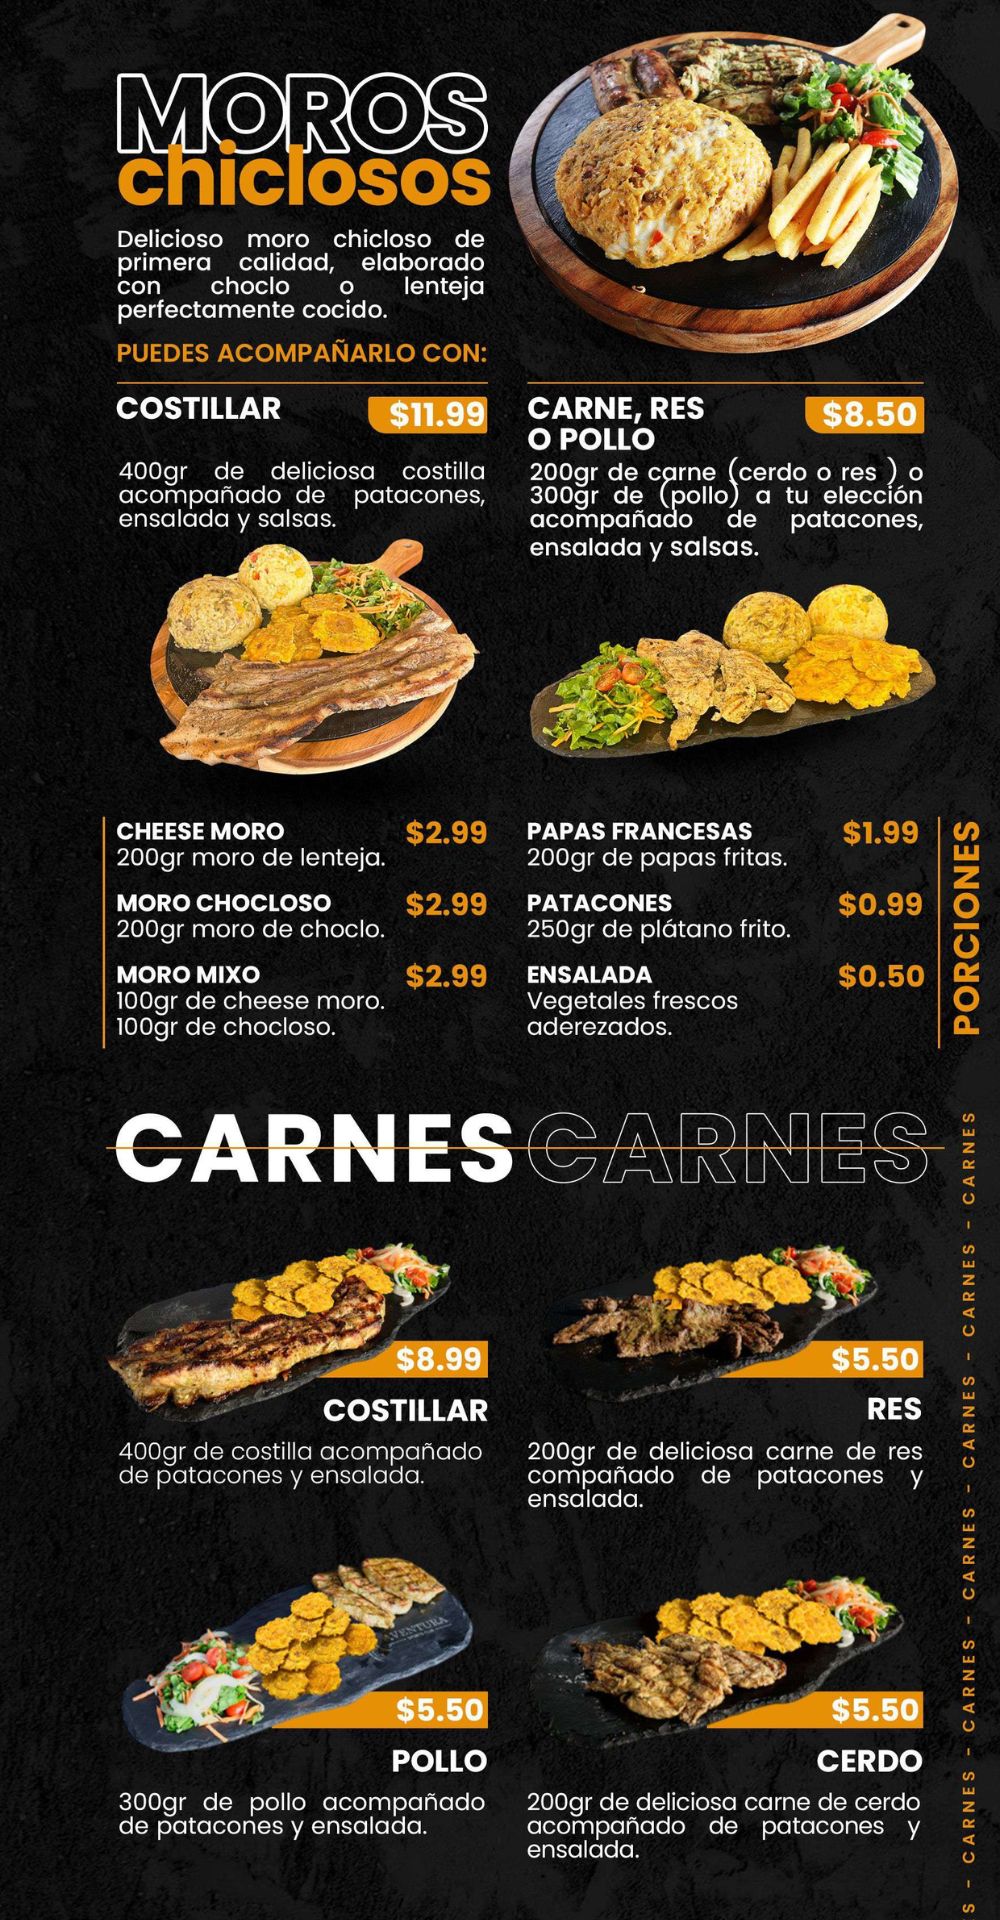 MOROS
chiclosos
Delicioso moro chicloso de
primera calidad, elaborado
con choclo o lenteja
perfectamente cocido.
PUEDES ACOMPAÑARLO CON:
COSTILLAR $11.99
400gr de deliciosa costilla
acompañado de patacones,
ensalada y salsas.
CARNE, RES
O POLLO
$8.50
200gr de carne (cerdo o res ) o
300gr de (pollo) a tu elección
acompañado de patacones,
ensalada y salsas.
CHEESE MORO $2.99
200gr moro de lenteja.
MORO CHOCLOSO $2.99
200gr moro de choclo.
MORO MIXO $2.99
100gr de cheese moro.
100gr de chocloso.
PAPAS FRANCESAS $1.99
200gr de papas fritas.
PATACONES $0.99
250gr de plátano frito.
ENSALADA $0.50
Vegetales frescos
aderezados.
PORCIONES
CARNES CARNES
$8.99
COSTILLAR
400gr de costilla acompañado
de patacones y ensalada.
$5.50
RES
200gr de deliciosa carne de res
compañado de patacones y
ensalada.
AVENTURA
$5.50
POLLO
300gr de pollo acompañado
de patacones y ensalada.
$5.50
CERDO
200gr de deliciosa carne de cerdo
acompañado de patacones y
ensalada.
S - CARNES - CARNES - CARNES - CARNES - CARNES - CARNES